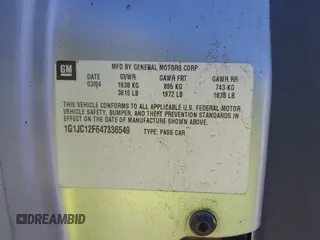 GM
MFD BY GENERAL MOTORS CORP
DATE GVWR GAWR FRT GAWR RR
03/04 1638 KG 895 KG 743 KG
3610 LB 1972 LB 1638 LB
THIS VEHICLE CONFORMS TO ALL APPLICABLE U.S. FEDERAL MOTOR
VEHICLE SAFETY, BUMPER, AND THEFT PREVENTION STANDARDS IN
EFFECT ON THE DATE OF MANUFACTURE SHOWN ABOVE.
1G1JC12F647336549 TYPE: PASS CAR
DREAMBID